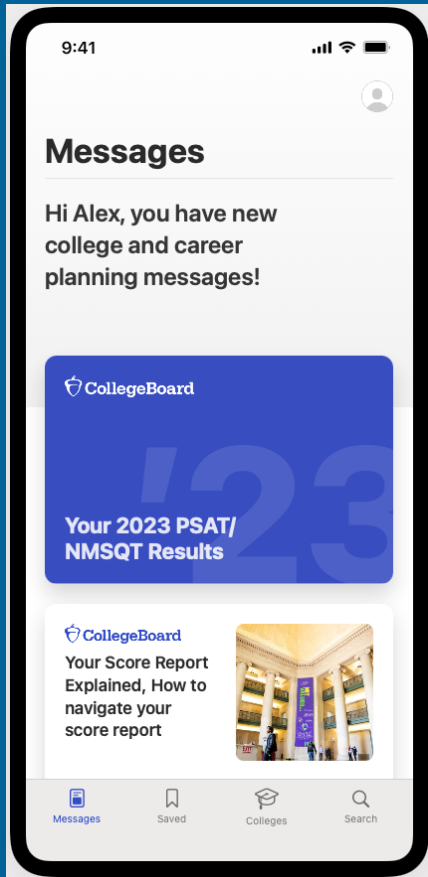 9:41
Messages
Hi Alex, you have new
college and career
planning messages!
CollegeBoard
'23
Your 2023 PSAT/
NMSQT Results
CollegeBoard
Your Score Report
Explained, How to
navigate your
score report
Messages
Saved
Colleges
Search